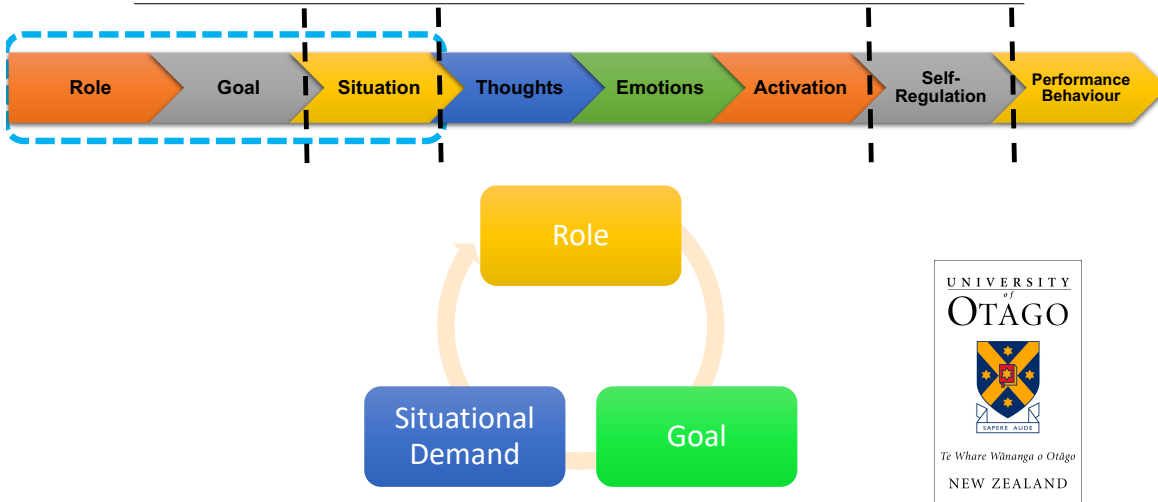 Role
Goal
Situation
Thoughts
Emotions
Activation
Self-
Regulation
Performance
Behaviour
Role
Situational
Demand
Goal
UNIVERSITY
of
OTAGO
SAPERE AUDE
Te Whare Wānanga o Otāgo
NEW ZEALAND